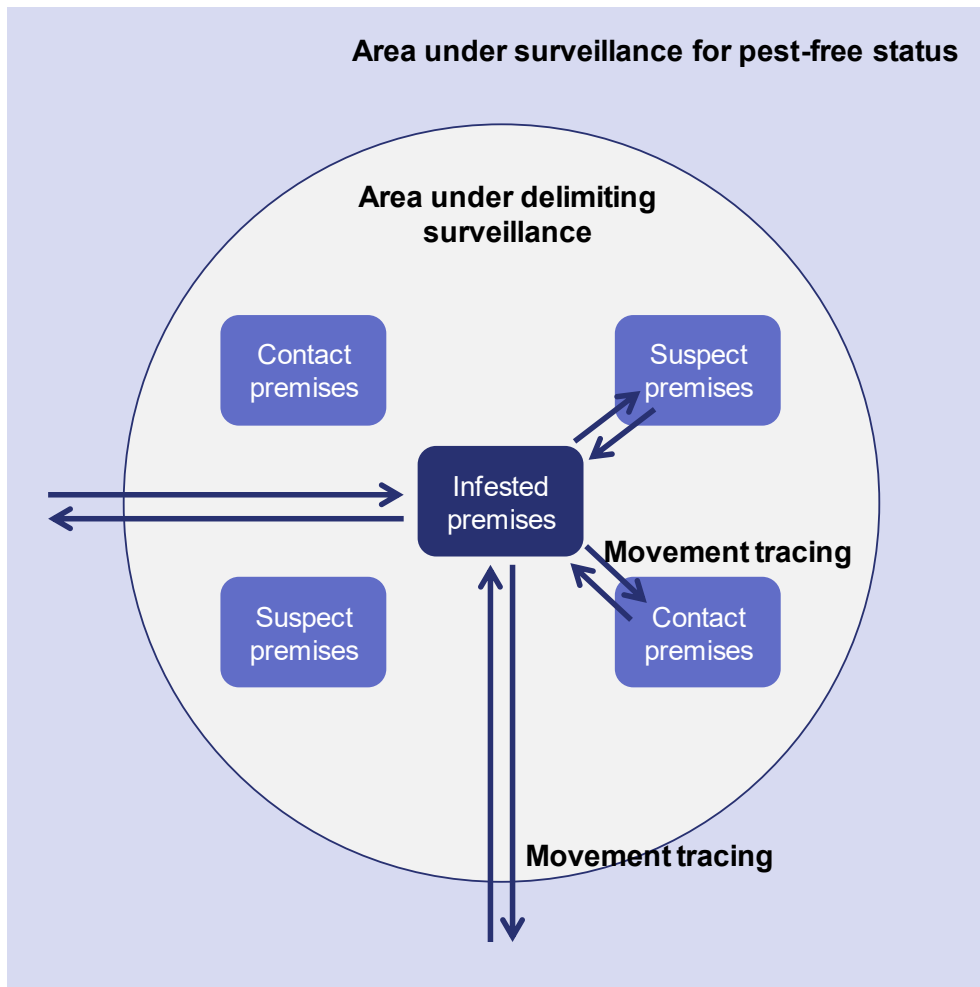 Area under surveillance for pest-free status
Area under delimiting
surveillance
Contact
premises
Suspect
premises
Infested
premises
Movement tracing
Suspect
premises
Contact
premises
Movement tracing